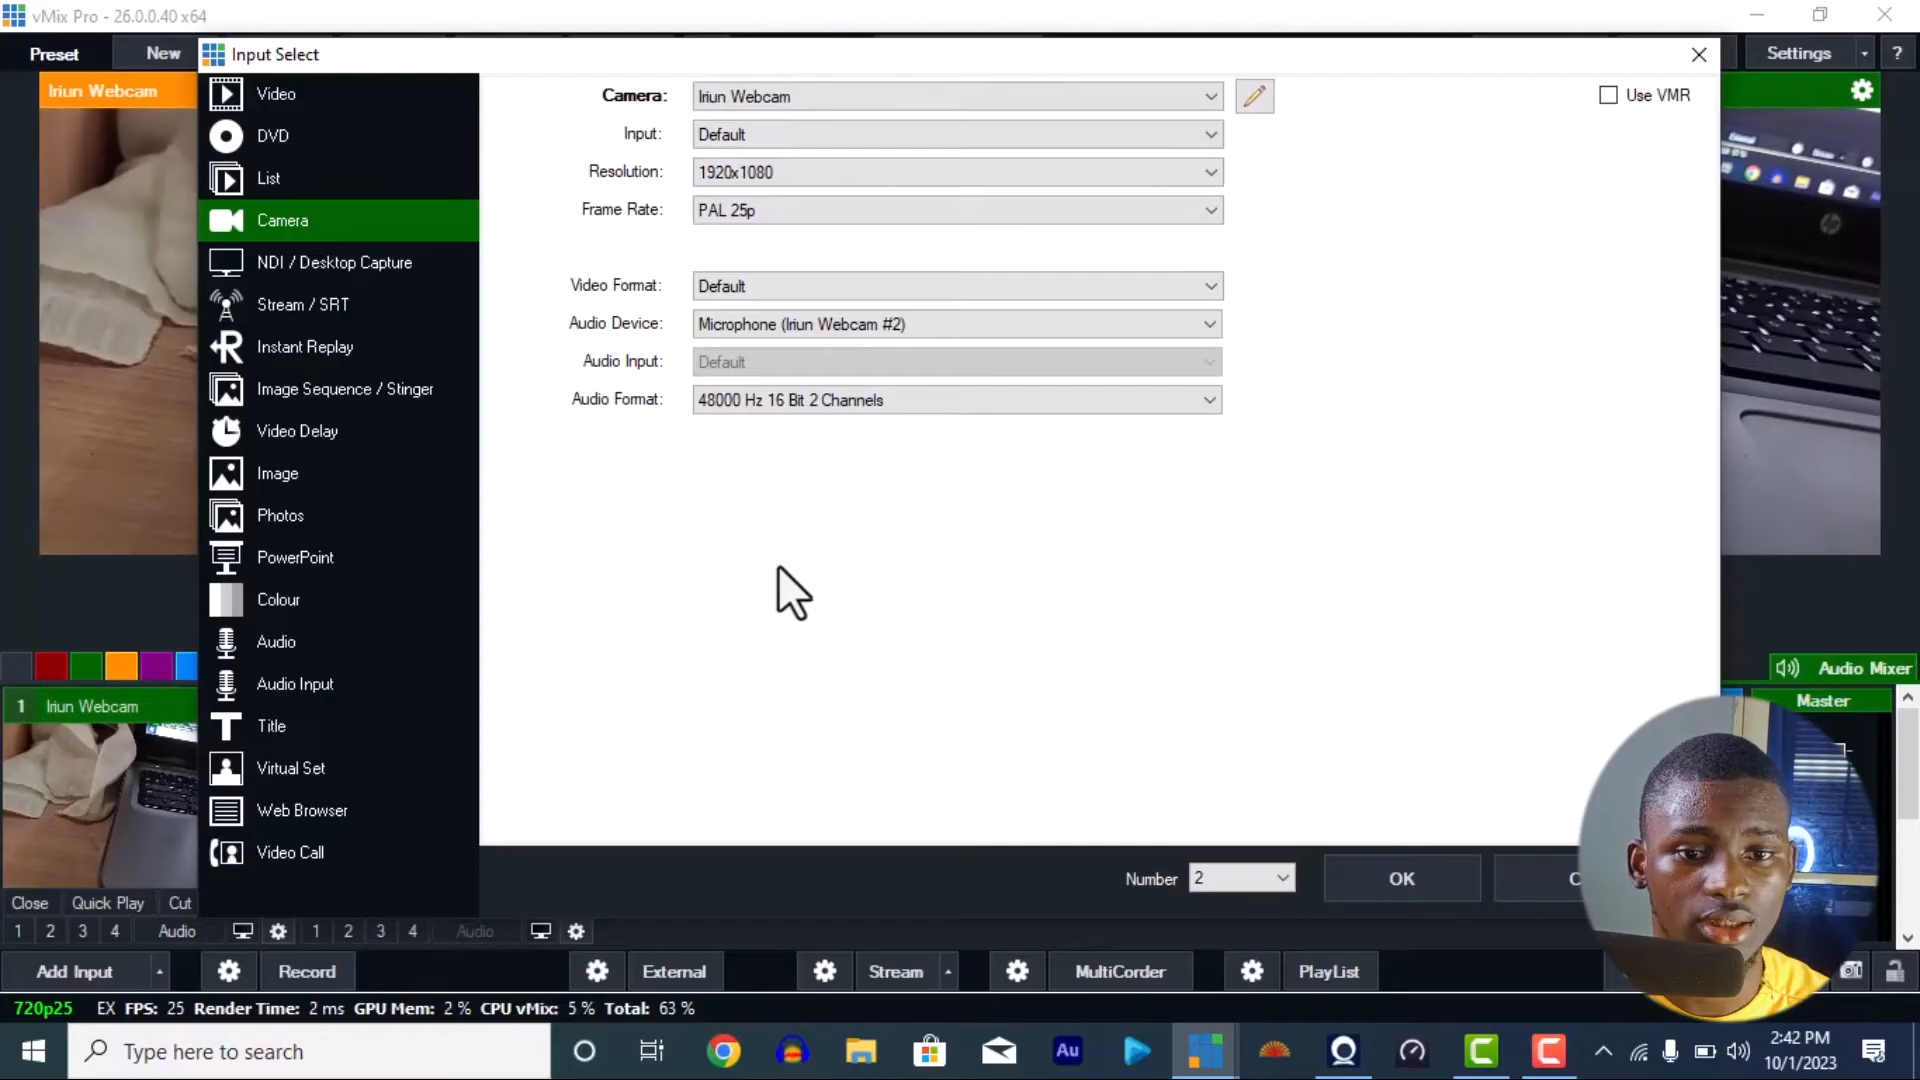 vMix Pro - 26.0.0.40 x64
Preset
New
Input Select
Settings
?
Iriun Webcam
Video
DVD
List
Camera
NDI / Desktop Capture
Stream / SRT
Instant Replay
Image Sequence / Stinger
Video Delay
Image
Photos
PowerPoint
Colour
Audio
Audio Input
Title
Virtual Set
Web Browser
Video Call
Camera: Iriun Webcam
Use VMR
Input: Default
Resolution: 1920x1080
Frame Rate: PAL 25p
Video Format: Default
Audio Device: Microphone (Iriun Webcam #2)
Audio Input: Default
Audio Format: 48000 Hz 16 Bit 2 Channels
Audio Mixer
Master
1 Iriun Webcam
Number 2 OK
Close Quick Play Cut
1 2 3 4 Audio 1 2 3 4 Audio
Add Input Record External Stream MultiCorder PlayList
720p25 EX FPS: 25 Render Time: 2 ms GPU Mem: 2 % CPU vMix: 5 % Total: 63 %
Type here to search
Au
2:42 PM
10/1/2023